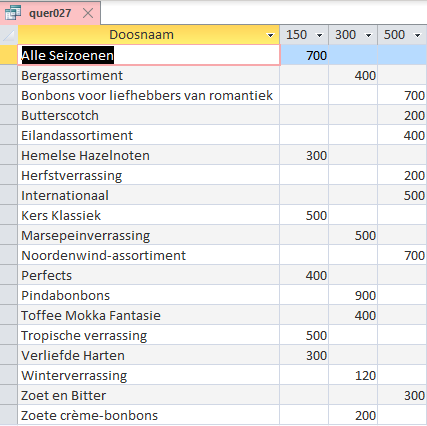 quer027
Doosnaam 150 300 500
Alle Seizoenen 700
Bergassortiment 400
Bonbons voor liefhebbers van romantiek 700
Butterscotch 200
Eilandassortiment 400
Hemelse Hazelnoten 300
Herfstverrassing 200
Internationaal 500
Kers Klassiek 500
Marsepeinverrassing 500
Noordenwind-assortiment 700
Perfects 400
Pindabonbons 900
Toffee Mokka Fantasie 400
Tropische verrassing 500
Verliefde Harten 300
Winterverrassing 120
Zoet en Bitter 300
Zoete crème-bonbons 200